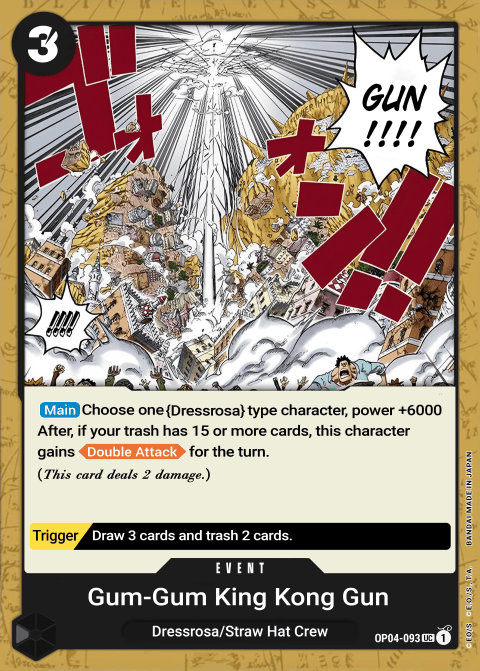 3
GUN
!!!!
!!!!
Main Choose one {Dressrosa} type character, power +6000
After, if your trash has 15 or more cards, this character
gains Double Attack for the turn.
(This card deals 2 damage.)
Trigger Draw 3 cards and trash 2 cards.
EVENT
Gum-Gum King Kong Gun
Dressrosa/Straw Hat Crew
OP04-093 UC 1
©E.O/S. ©E.O./S.,T.A. BANDAI MADE IN JAPAN